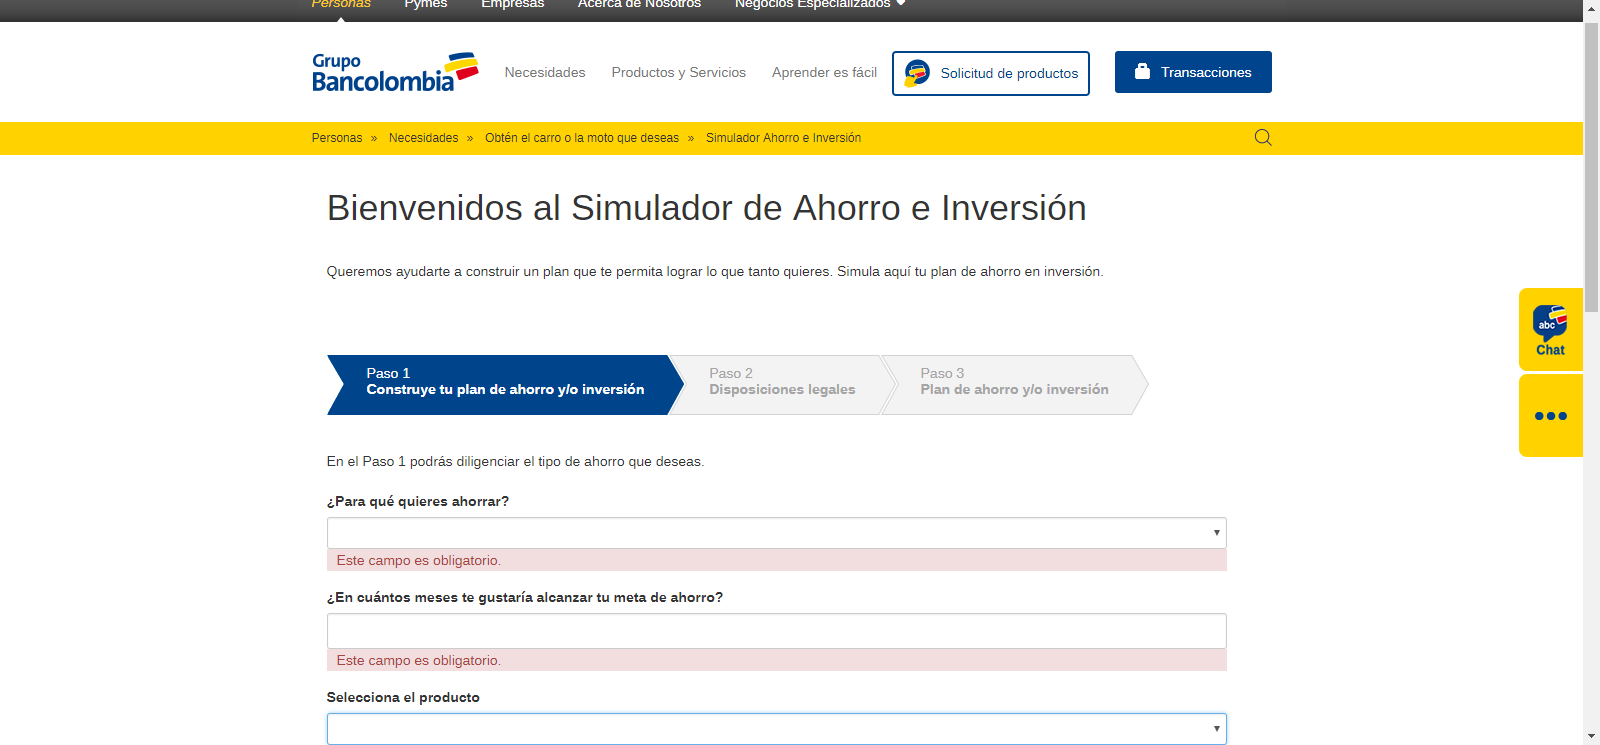 Personas Pymes Empresas Acerca de Nosotros Negocios Especializados
Grupo
Bancolombia
Necesidades Productos y Servicios Aprender es fácil Solicitud de productos Transacciones
Personas » Necesidades » Obtén el carro o la moto que deseas » Simulador Ahorro e Inversión
Bienvenidos al Simulador de Ahorro e Inversión
Queremos ayudarte a construir un plan que te permita lograr lo que tanto quieres. Simula aquí tu plan de ahorro en inversión.
abc
Chat
Paso 1
Construye tu plan de ahorro y/o inversión
Paso 2
Disposiciones legales
Paso 3
Plan de ahorro y/o inversión
En el Paso 1 podrás diligenciar el tipo de ahorro que deseas.
¿Para qué quieres ahorrar?
Este campo es obligatorio.
¿En cuántos meses te gustaría alcanzar tu meta de ahorro?
Este campo es obligatorio.
Selecciona el producto